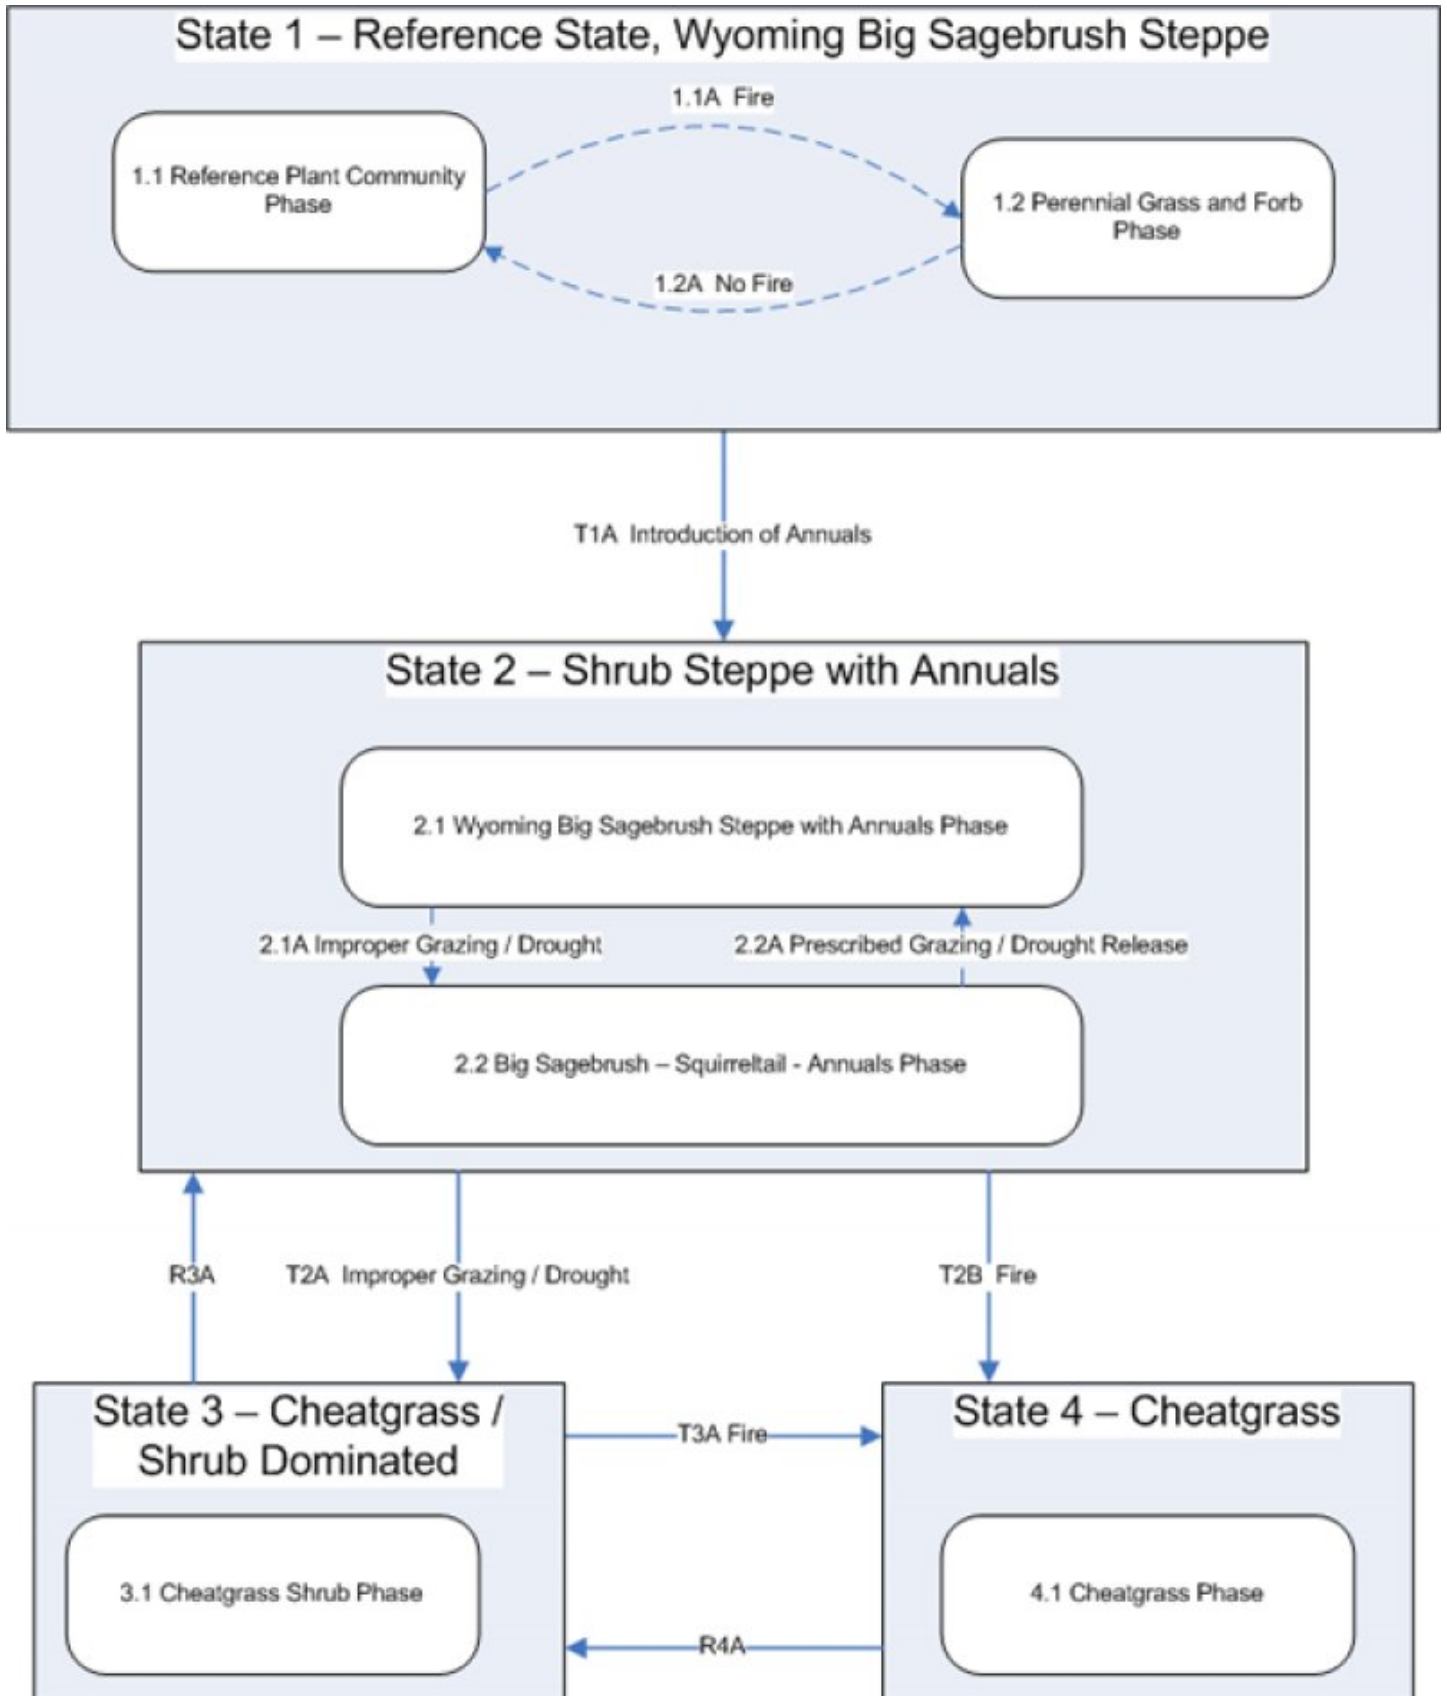 State 1 – Reference State, Wyoming Big Sagebrush Steppe
1.1A  Fire
1.1 Reference Plant Community
Phase
1.2 Perennial Grass and Forb
Phase
1.2A  No Fire
T1A  Introduction of Annuals
State 2 – Shrub Steppe with Annuals
2.1 Wyoming Big Sagebrush Steppe with Annuals Phase
2.1A Improper Grazing / Drought
2.2A Prescribed Grazing / Drought Release
2.2 Big Sagebrush – Squirreltail - Annuals Phase
R3A
T2A  Improper Grazing / Drought
T2B  Fire
State 3 – Cheatgrass /
Shrub Dominated
T3A Fire
State 4 – Cheatgrass
3.1 Cheatgrass Shrub Phase
4.1 Cheatgrass Phase
R4A